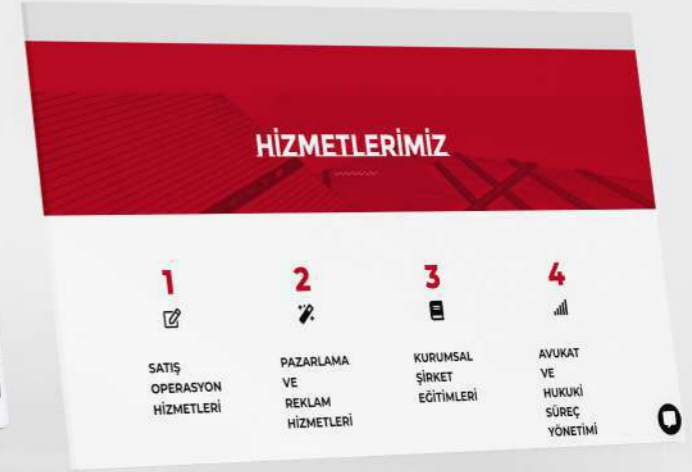 HİZMETLERİMİZ
1
SATIŞ
OPERASYON
HİZMETLERİ
2
PAZARLAMA
VE
REKLAM
HİZMETLERİ
3
KURUMSAL
ŞİRKET
EĞİTİMLERİ
4
AVUKAT
VE
HUKUKİ
SÜREÇ
YÖNETİMİ